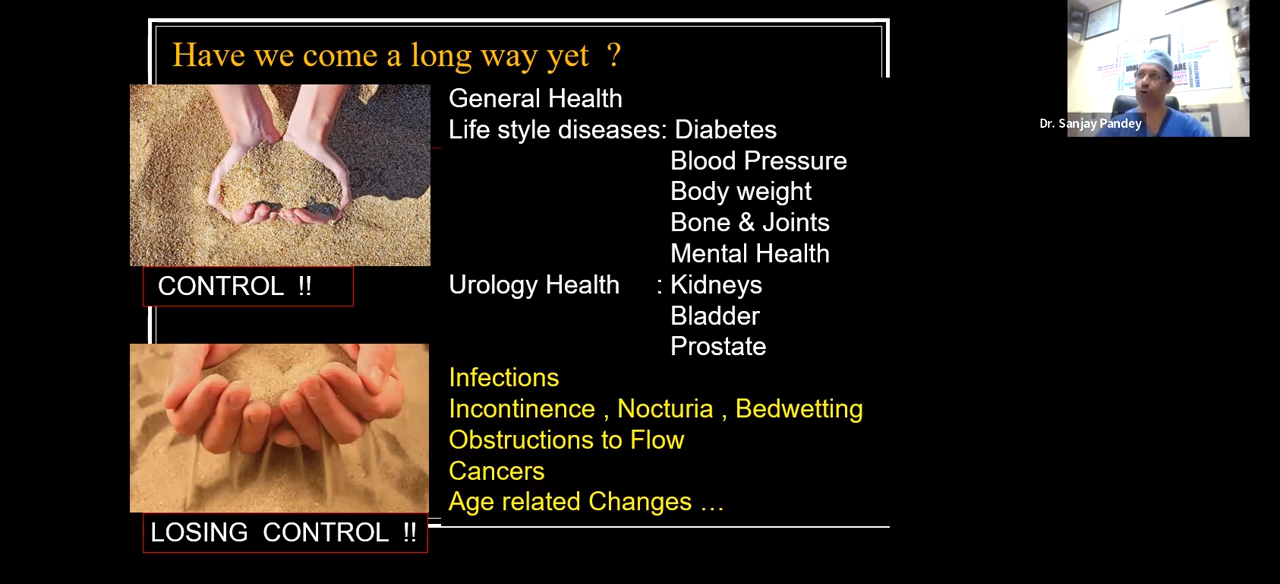 Have we come a long way yet ?
General Health
Life style diseases: Diabetes
Blood Pressure
Body weight
Bone & Joints
Mental Health
CONTROL !!
Urology Health : Kidneys
Bladder
Prostate
Infections
Incontinence , Nocturia , Bedwetting
Obstructions to Flow
Cancers
Age related Changes …
LOSING CONTROL !!
Dr. Sanjay Pandey